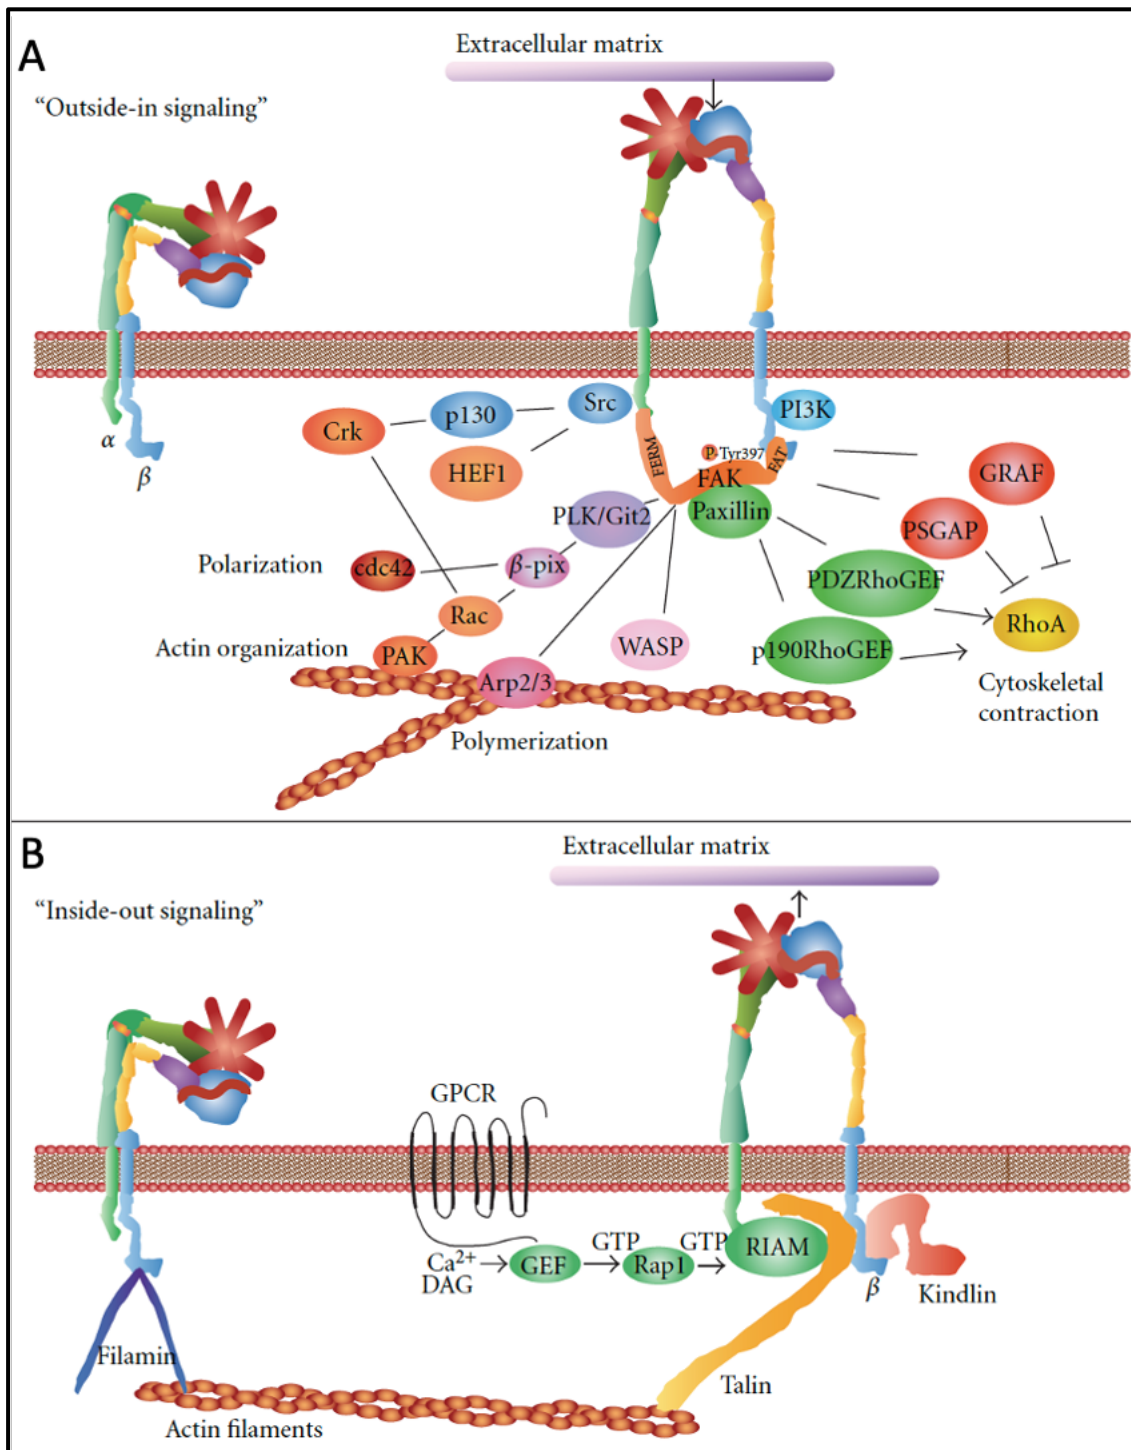 A
Extracellular matrix
“Outside-in signaling”
α
β
Crk
p130
Src
PI3K
HEF1
FERM
P-Tyr397
FAT
FAK
GRAF
PLK/Git2
Paxillin
PSGAP
Polarization
cdc42
β-pix
PDZRhoGEF
Rac
RhoA
Actin organization
PAK
WASP
p190RhoGEF
Arp2/3
Cytoskeletal
contraction
Polymerization
B
Extracellular matrix
“Inside-out signaling”
GPCR
GTP
GTP
RIAM
Ca2+
DAG
GEF
Rap1
β
Kindlin
Filamin
Talin
Actin filaments